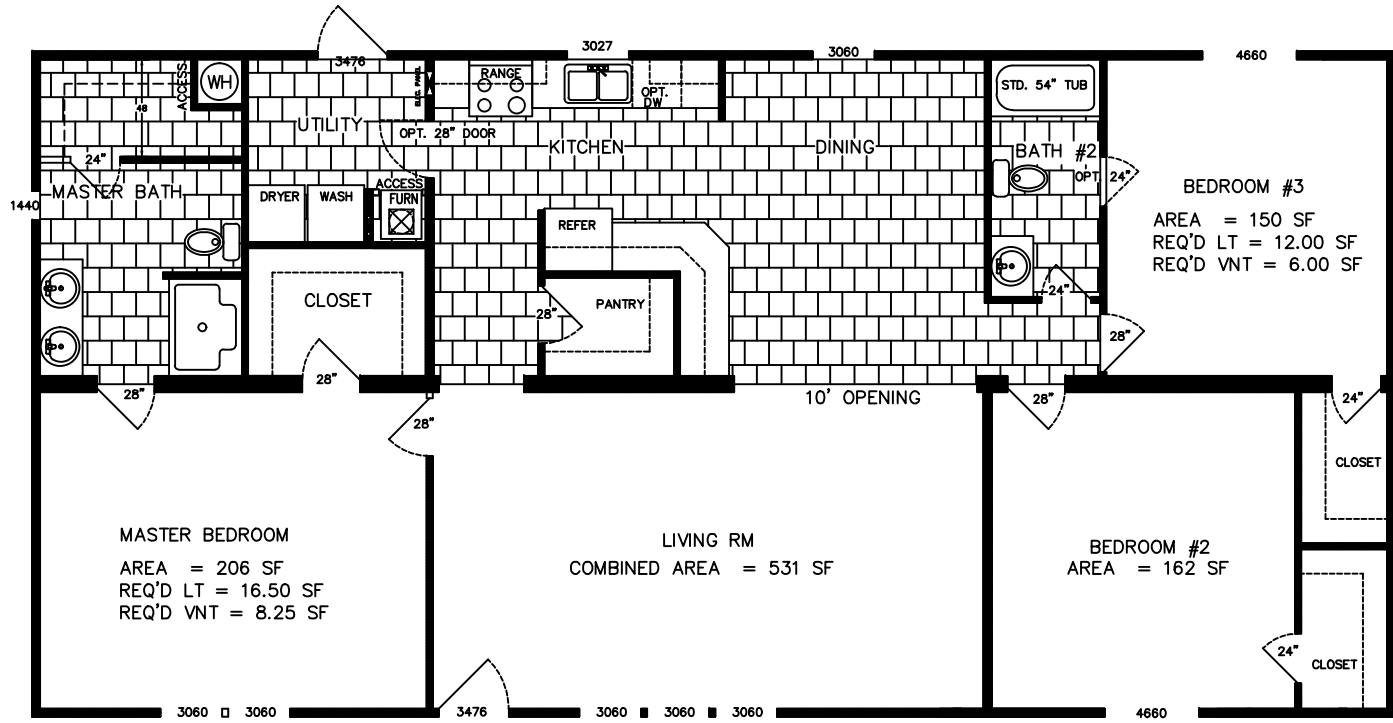 3476
3027
3060
4660
ACCESS
WH
ELEC. PANEL
RANGE
OPT.
DW
STD. 54" TUB
48
UTILITY
OPT. 28" DOOR
KITCHEN
DINING
BATH #2
OPT. 24"
24"
MASTER BATH
1440
DRYER
WASH
ACCESS
FURN
REFER
BEDROOM #3
AREA = 150 SF
REQ'D LT = 12.00 SF
REQ'D VNT = 6.00 SF
CLOSET
PANTRY
28"
24"
28"
28"
28"
28"
10' OPENING
28"
24"
CLOSET
MASTER BEDROOM
AREA = 206 SF
REQ'D LT = 16.50 SF
REQ'D VNT = 8.25 SF
LIVING RM
COMBINED AREA = 531 SF
BEDROOM #2
AREA = 162 SF
24"
CLOSET
3060
3060
3476
3060
3060
3060
4660